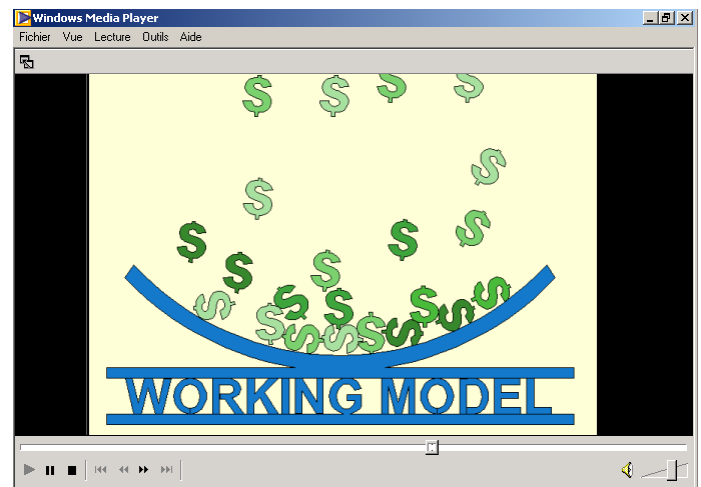 Windows Media Player
Fichier Vue Lecture Outils Aide
$ $ $ $
$
$
$ $ $
$ $
$ $ $ $ $ $
$ $ $ $ $ $
WORKING MODEL